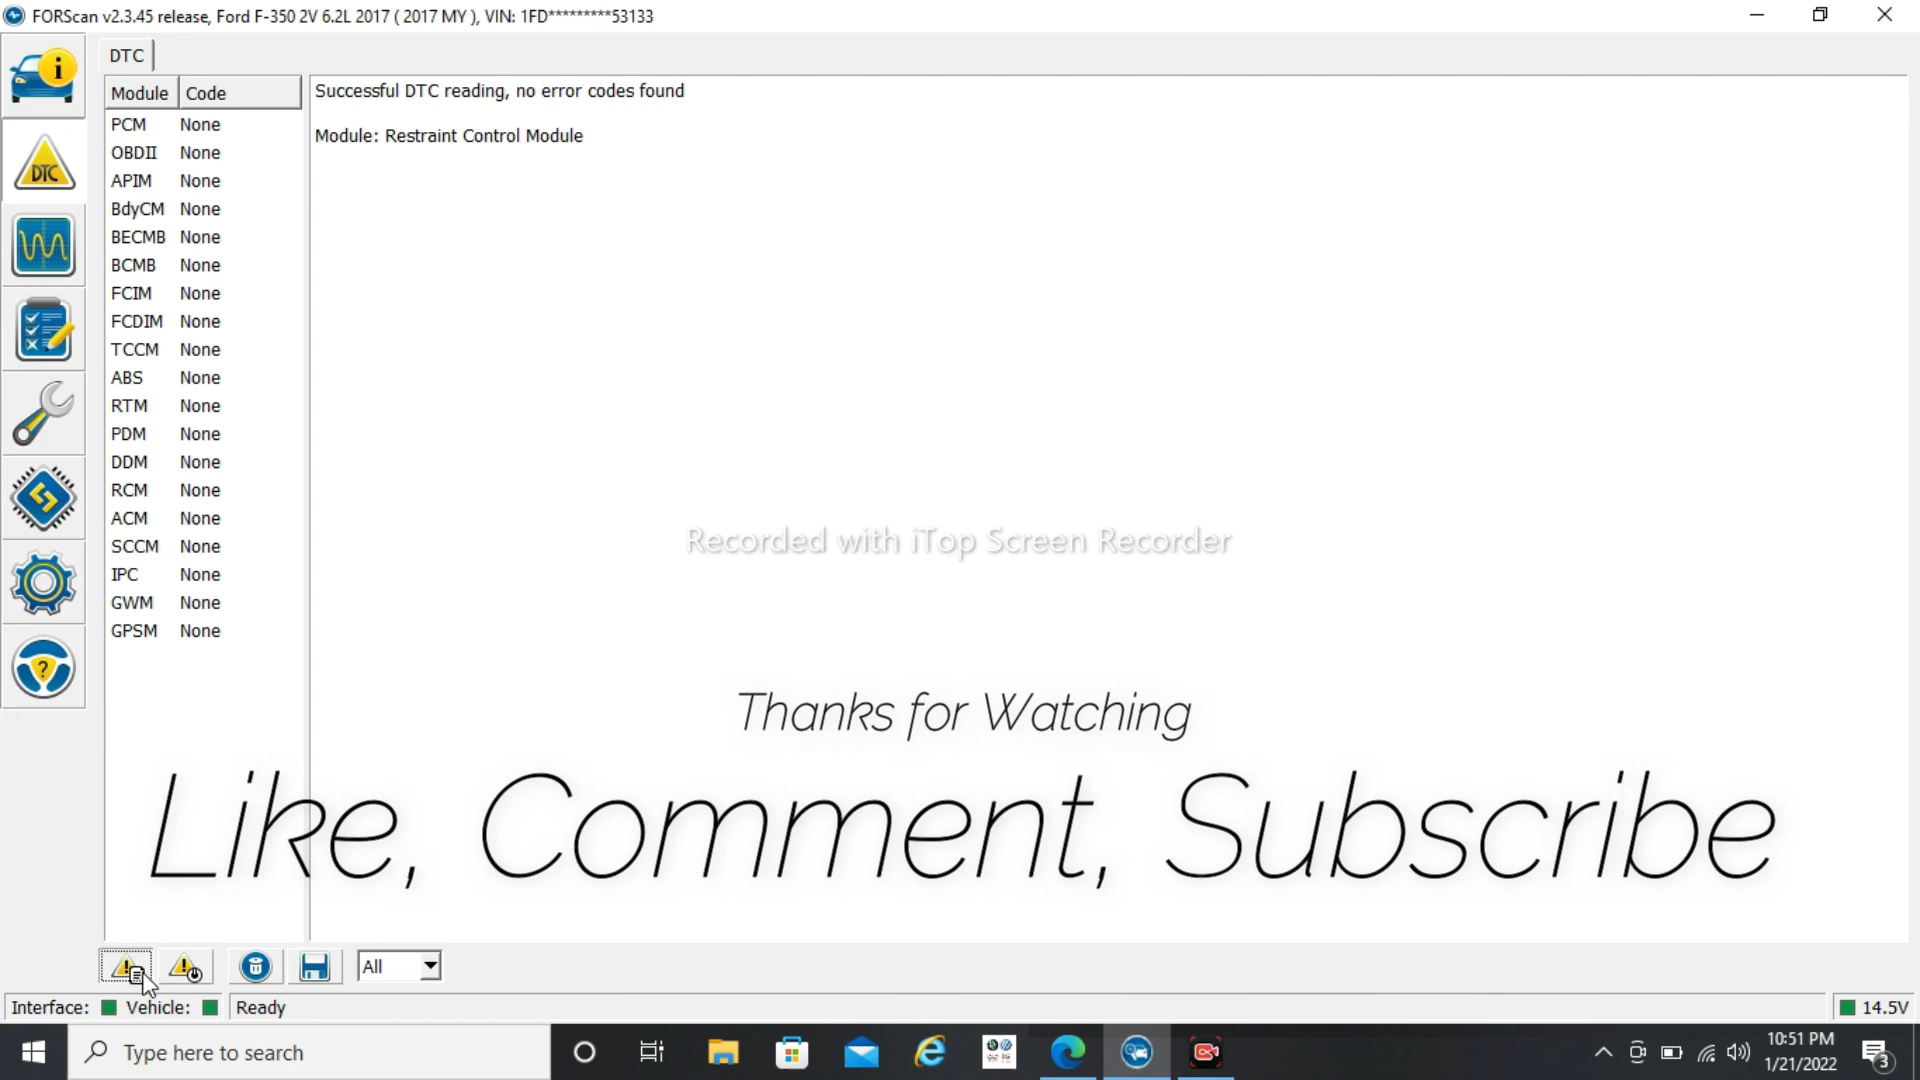 FORScan v2.3.45 release, Ford F-350 2V 6.2L 2017 ( 2017 MY ), VIN: 1FD*********53133
DTC
Module Code
PCM None
OBDII None
APIM None
BdyCM None
BECMB None
BCMB None
FCIM None
FCDIM None
TCCM None
ABS None
RTM None
PDM None
DDM None
RCM None
ACM None
SCCM None
IPC None
GWM None
GPSM None
Successful DTC reading, no error codes found
Module: Restraint Control Module
Recorded with iTop Screen Recorder
Thanks for Watching
Like, Comment, Subscribe
All
Interface: Vehicle: Ready
14.5V
Type here to search
10:51 PM
1/21/2022
3